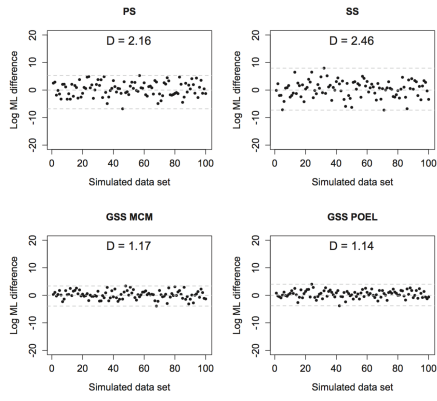 PS
D = 2.16
Log ML difference
20
10
0
-10
-20
0
20
40
60
80
100
Simulated data set
SS
D = 2.46
Log ML difference
20
10
0
-10
-20
0
20
40
60
80
100
Simulated data set
GSS MCM
D = 1.17
Log ML difference
20
10
0
-10
-20
0
20
40
60
80
100
Simulated data set
GSS POEL
D = 1.14
Log ML difference
20
10
0
-10
-20
0
20
40
60
80
100
Simulated data set